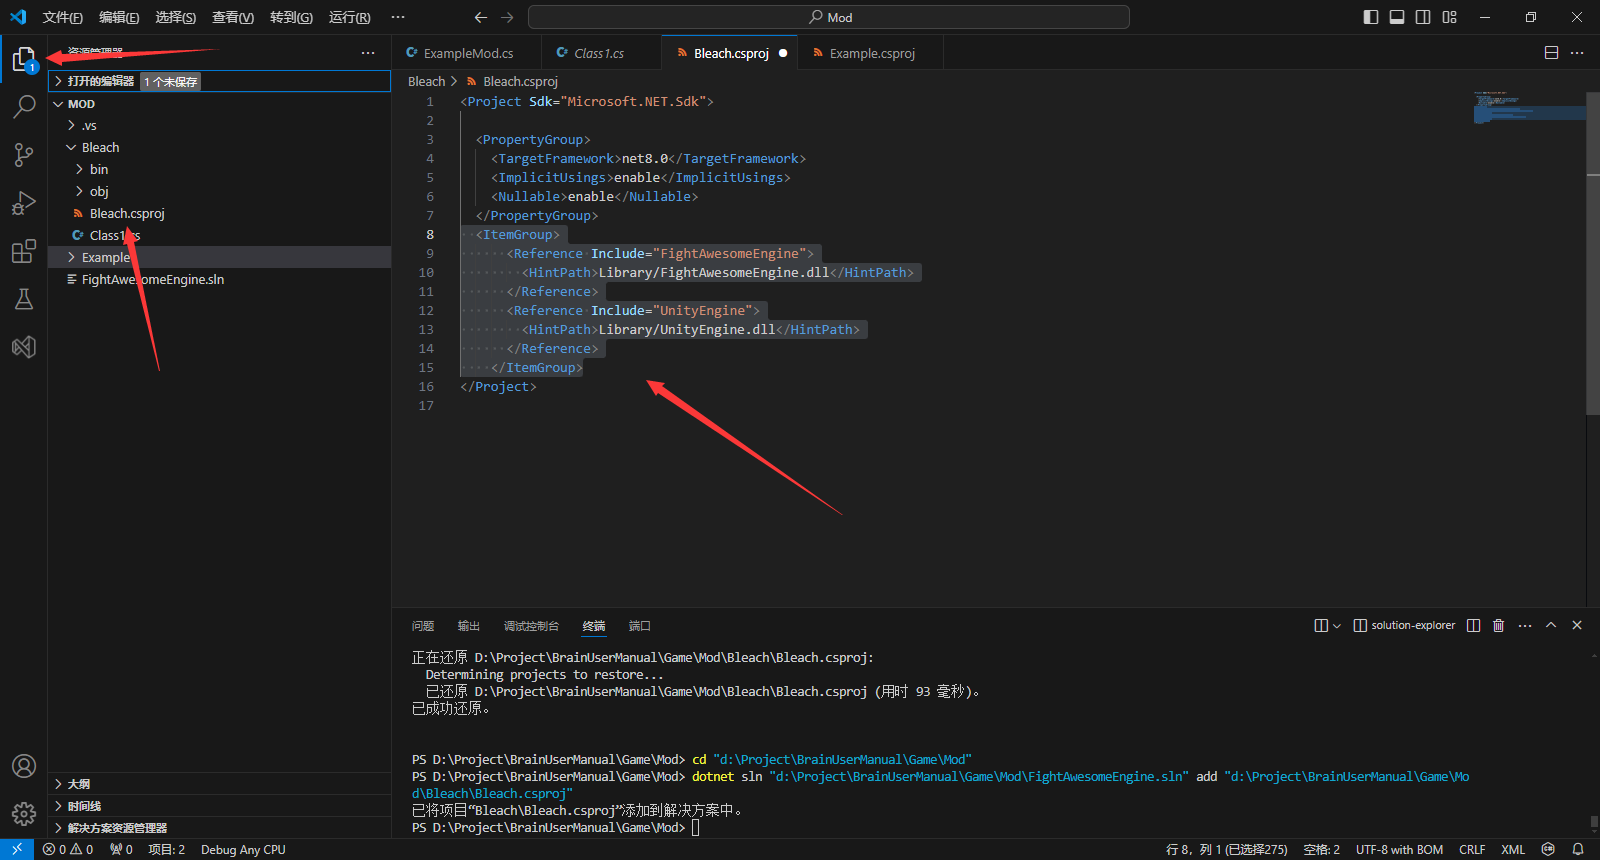 文件(F) 编辑(E) 选择(S) 查看(V) 转到(G) 运行(R) ··· Mod
资源管理器 ···
1
打开的编辑器 1 个未保存
MOD
.vs
Bleach
bin
obj
Bleach.csproj
Class1.cs
Example
FightAwesomeEngine.sln
大纲
时间线
解决方案资源管理器
ExampleMod.cs Class1.cs Bleach.csproj Example.csproj
Bleach > Bleach.csproj
1 <Project Sdk="Microsoft.NET.Sdk">
2
3 <PropertyGroup>
4 <TargetFramework>net8.0</TargetFramework>
5 <ImplicitUsings>enable</ImplicitUsings>
6 <Nullable>enable</Nullable>
7 </PropertyGroup>
8 <ItemGroup>
9 <Reference Include="FightAwesomeEngine">
10 <HintPath>Library/FightAwesomeEngine.dll</HintPath>
11 </Reference>
12 <Reference Include="UnityEngine">
13 <HintPath>Library/UnityEngine.dll</HintPath>
14 </Reference>
15 </ItemGroup>
16 </Project>
17
问题 输出 调试控制台 终端 端口 solution-explorer
正在还原 D:\Project\BrainUserManual\Game\Mod\Bleach\Bleach.csproj:
Determining projects to restore...
已还原 D:\Project\BrainUserManual\Game\Mod\Bleach\Bleach.csproj (用时 93 毫秒)。
已成功还原。
PS D:\Project\BrainUserManual\Game\Mod> cd "d:\Project\BrainUserManual\Game\Mod"
PS D:\Project\BrainUserManual\Game\Mod> dotnet sln "d:\Project\BrainUserManual\Game\Mod\FightAwesomeEngine.sln" add "d:\Project\BrainUserManual\Game\Mo
d\Bleach\Bleach.csproj"
已将项目“Bleach\Bleach.csproj”添加到解决方案中。
PS D:\Project\BrainUserManual\Game\Mod>
0 0 0 项目: 2 Debug Any CPU 行 8，列 1 (已选择275) 空格: 2 UTF-8 with BOM CRLF XML